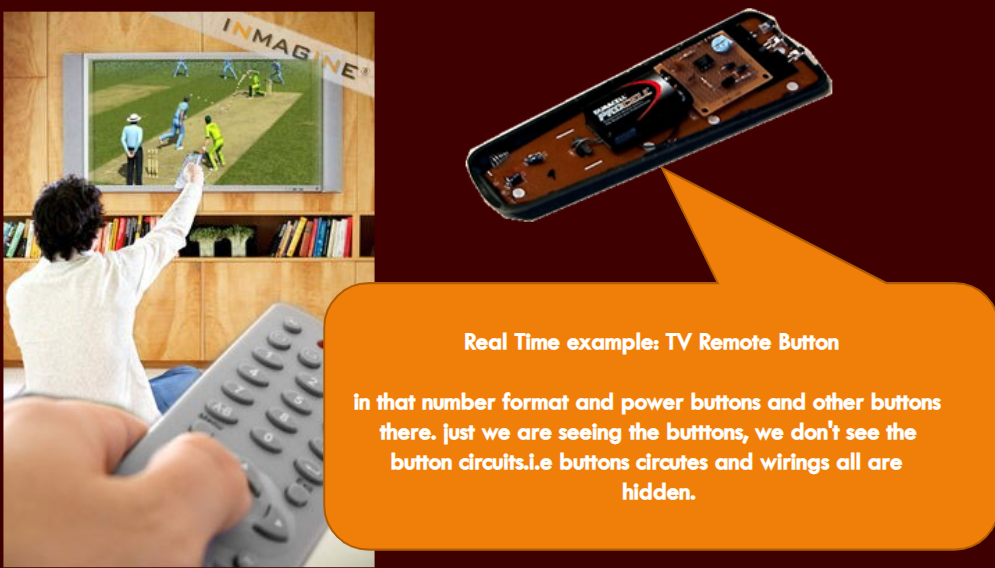 INMAGINE®
DURACELL
PROCELL
Real Time example: TV Remote Button
in that number format and power buttons and other buttons
there. just we are seeing the butttons, we don't see the
button circuits.i.e buttons circutes and wirings all are
hidden.